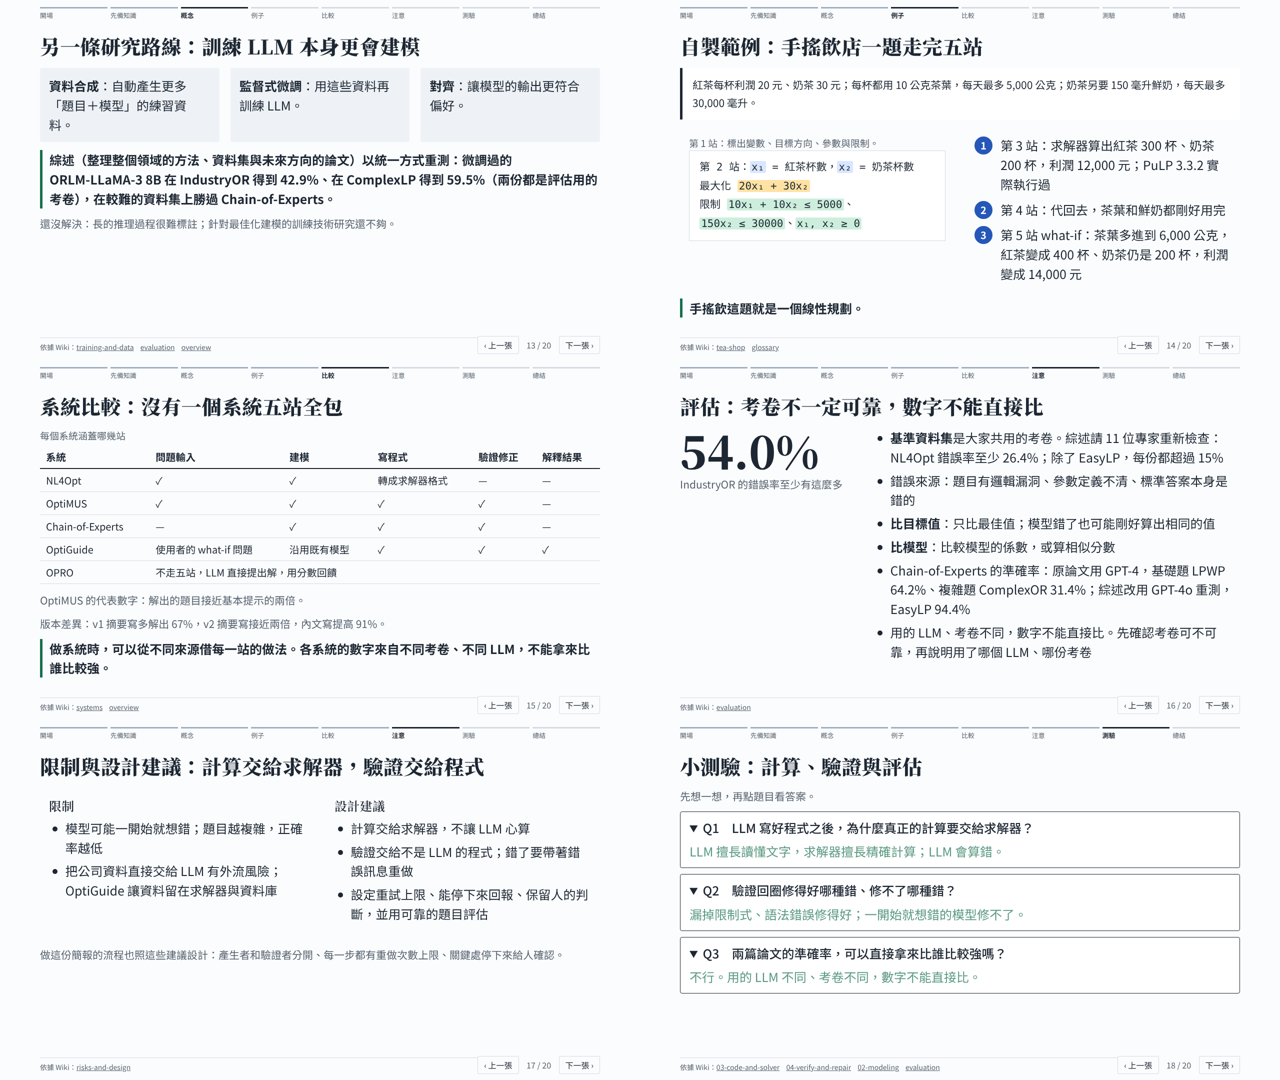 開場 先備知識 概念 例子 比較 注意 測驗 總結
另一條研究路線：訓練 LLM 本身更會建模
資料合成：自動產生更多
「題目＋模型」的練習資
料。
監督式微調：用這些資料再
訓練 LLM。
對齊：讓模型的輸出更符合
偏好。
綜述（整理整個領域的方法、資料集與未來方向的論文）以統一方式重測：微調過的
ORLM-LLaMA-3 8B 在 IndustryOR 得到 42.9%、在 ComplexLP 得到 59.5%（兩份都是評估用的
考卷），在較難的資料集上勝過 Chain-of-Experts。
還沒解決：長的推理過程很難標註；針對最佳化建模的訓練技術研究還不夠。
依據 Wiki：training-and-data evaluation overview
‹ 上一張 13 / 20 下一張 ›
開場 先備知識 概念 例子 比較 注意 測驗 總結
自製範例：手搖飲店一題走完五站
紅茶每杯利潤 20 元、奶茶 30 元；每杯都用 10 公克茶葉，每天最多 5,000 公克；奶茶另要 150 毫升鮮奶，每天最多
30,000 毫升。
第 1 站：標出變數、目標方向、參數與限制。
第 2 站：x₁ = 紅茶杯數，x₂ = 奶茶杯數
最大化 20x₁ + 30x₂
限制 10x₁ + 10x₂ ≤ 5000、
150x₂ ≤ 30000、x₁, x₂ ≥ 0
1 第 3 站：求解器算出紅茶 300 杯、奶茶
200 杯，利潤 12,000 元；PuLP 3.3.2 實
際執行過
2 第 4 站：代回去，茶葉和鮮奶都剛好用完
3 第 5 站 what-if：茶葉多進到 6,000 公克，
紅茶變成 400 杯、奶茶仍是 200 杯，利潤
變成 14,000 元
手搖飲這題就是一個線性規劃。
依據 Wiki：tea-shop glossary
‹ 上一張 14 / 20 下一張 ›
開場 先備知識 概念 例子 比較 注意 測驗 總結
系統比較：沒有一個系統五站全包
每個系統涵蓋哪幾站
系統 問題輸入 建模 寫程式 驗證修正 解釋結果
NL4Opt ✓ ✓ 轉成求解器格式 — —
OptiMUS ✓ ✓ ✓ ✓ —
Chain-of-Experts — ✓ ✓ ✓ —
OptiGuide 使用者的 what-if 問題 沿用既有模型 ✓ ✓ ✓
OPRO 不走五站，LLM 直接提出解，用分數回饋
OptiMUS 的代表數字：解出的題目接近基本提示的兩倍。
版本差異：v1 摘要寫多解出 67%，v2 摘要寫接近兩倍，內文寫提高 91%。
做系統時，可以從不同來源借每一站的做法。各系統的數字來自不同考卷、不同 LLM，不能拿來比
誰比較強。
依據 Wiki：systems overview
‹ 上一張 15 / 20 下一張 ›
開場 先備知識 概念 例子 比較 注意 測驗 總結
評估：考卷不一定可靠，數字不能直接比
54.0%
IndustryOR 的錯誤率至少有這麼多
• 基準資料集是大家共用的考卷。綜述請 11 位專家重新檢查：
NL4Opt 錯誤率至少 26.4%；除了 EasyLP，每份都超過 15%
• 錯誤來源：題目有邏輯漏洞、參數定義不清、標準答案本身是
錯的
• 比目標值：只比最佳值；模型錯了也可能剛好算出相同的值
• 比模型：比較模型的係數，或算相似分數
• Chain-of-Experts 的準確率：原論文用 GPT-4，基礎題 LPWP
64.2%、複雜題 ComplexOR 31.4%；綜述改用 GPT-4o 重測，
EasyLP 94.4%
• 用的 LLM、考卷不同，數字不能直接比。先確認考卷可不可
靠，再說明用了哪個 LLM、哪份考卷
依據 Wiki：evaluation
‹ 上一張 16 / 20 下一張 ›
開場 先備知識 概念 例子 比較 注意 測驗 總結
限制與設計建議：計算交給求解器，驗證交給程式
限制
• 模型可能一開始就想錯；題目越複雜，正確
率越低
• 把公司資料直接交給 LLM 有外流風險；
OptiGuide 讓資料留在求解器與資料庫
設計建議
• 計算交給求解器，不讓 LLM 心算
• 驗證交給不是 LLM 的程式；錯了要帶著錯
誤訊息重做
• 設定重試上限、能停下來回報、保留人的判
斷，並用可靠的題目評估
做這份簡報的流程也照這些建議設計：產生者和驗證者分開、每一步都有重做次數上限、關鍵處停下來給人確認。
依據 Wiki：risks-and-design
‹ 上一張 17 / 20 下一張 ›
開場 先備知識 概念 例子 比較 注意 測驗 總結
小測驗：計算、驗證與評估
先想一想，再點題目看答案。
▼ Q1 LLM 寫好程式之後，為什麼真正的計算要交給求解器？
LLM 擅長讀懂文字，求解器擅長精確計算；LLM 會算錯。
▼ Q2 驗證回圈修得好哪種錯、修不了哪種錯？
漏掉限制式、語法錯誤修得好；一開始就想錯的模型修不了。
▼ Q3 兩篇論文的準確率，可以直接拿來比誰比較強嗎？
不行。用的 LLM 不同、考卷不同，數字不能直接比。
依據 Wiki：03-code-and-solver 04-verify-and-repair 02-modeling evaluation
‹ 上一張 18 / 20 下一張 ›